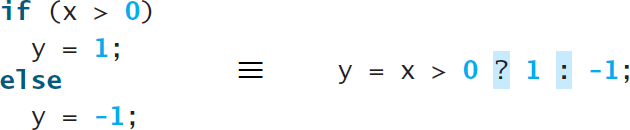 if (x > 0)
  y = 1;
else
  y = -1;
≡
y = x > 0 ? 1 : -1;